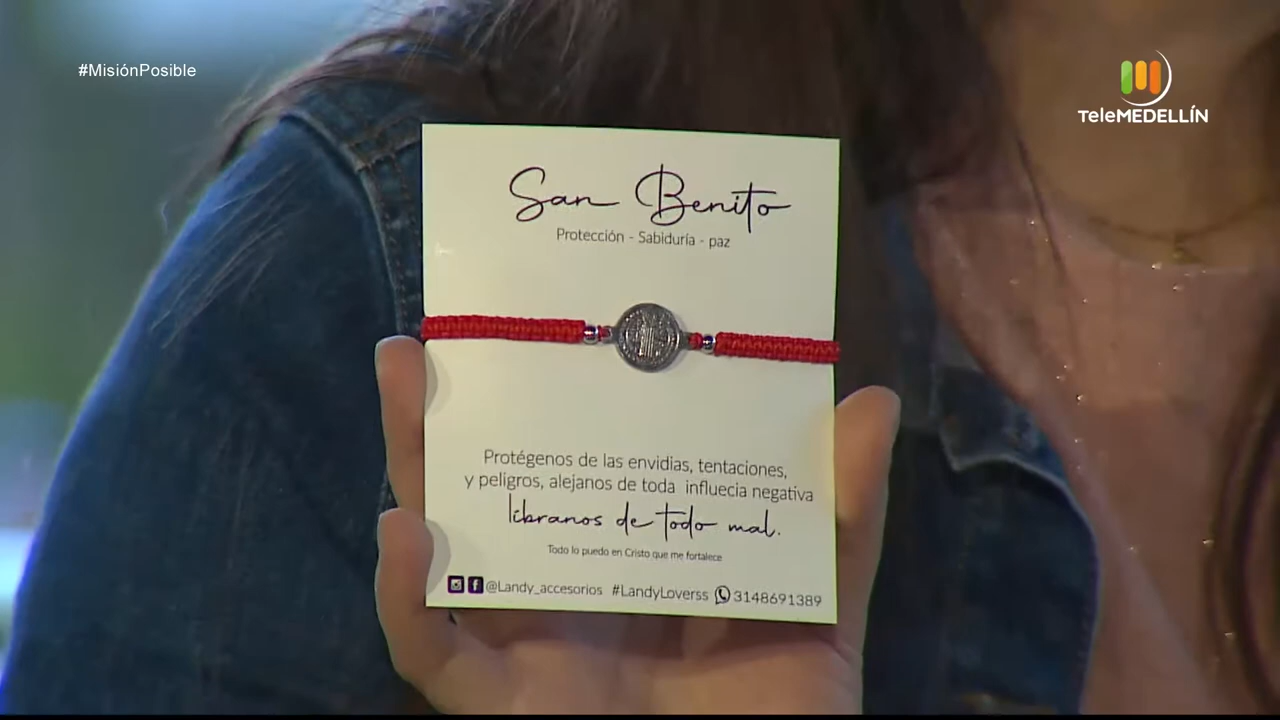 #MisiónPosible
TeleMEDELLÍN
San Benito
Protección - Sabiduría - paz
Protégenos de las envidias, tentaciones,
y peligros, alejanos de toda influecia negativa
líbranos de todo mal.
Todo lo puedo en Cristo que me fortalece
@Landy_accesorios #LandyLoverss 3148691389